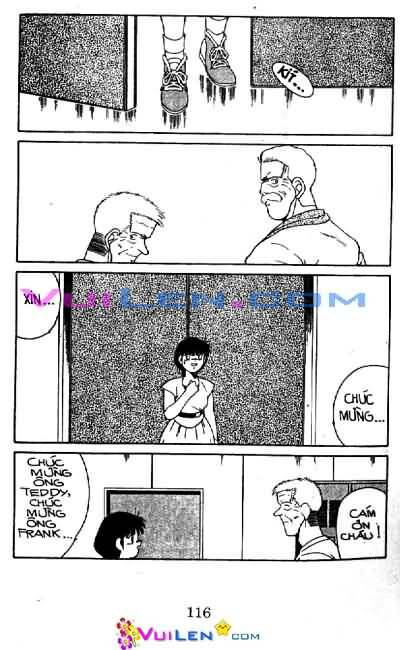 KÍT...
XIN...
VuiLen.com
CHÚC
MỪNG...
CHÚC
MỪNG
ÔNG
TEDDY,
CHÚC
MỪNG
ÔNG
FRANK...
CẢM
ƠN
CHÁU!
116
VuiLen.com